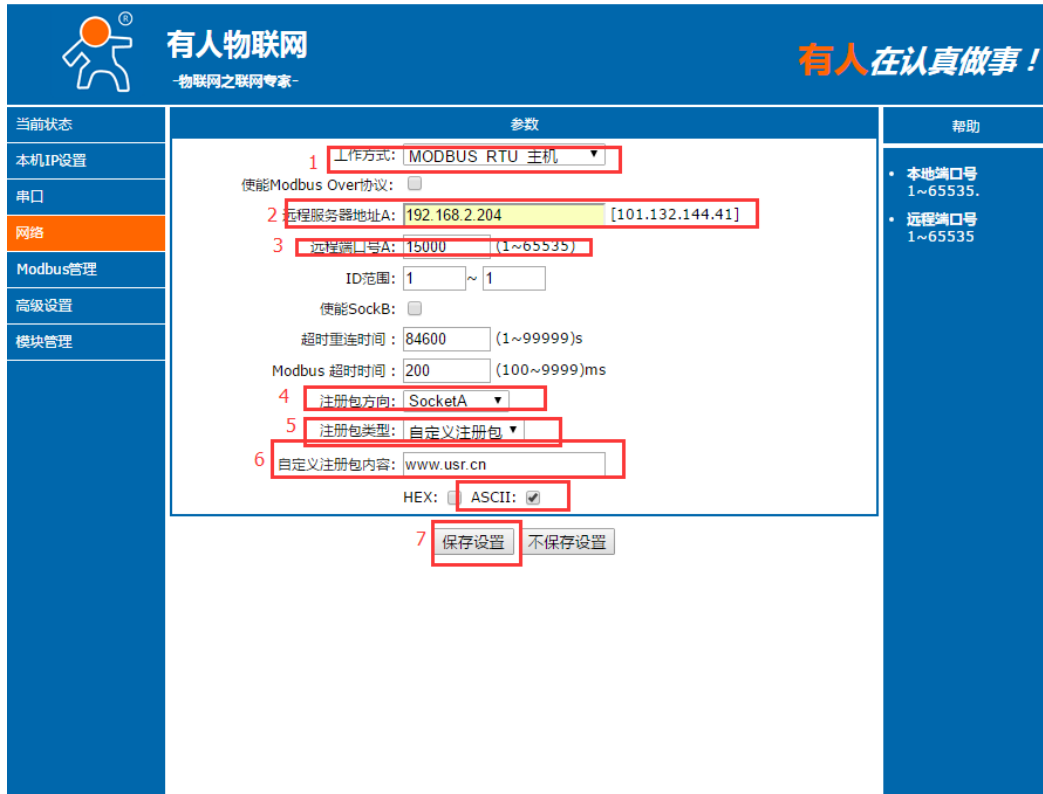 ®
有人物联网
-物联网之联网专家-
有人在认真做事！
当前状态
本机IP设置
串口
网络
Modbus管理
高级设置
模块管理
参数
1 工作方式: MODBUS RTU 主机
使能Modbus Over协议:
2 远程服务器地址A: 192.168.2.204 [101.132.144.41]
3 远程端口号A: 15000 (1~65535)
ID范围: 1 ~ 1
使能SockB:
超时重连时间 : 84600 (1~99999)s
Modbus 超时时间 : 200 (100~9999)ms
4 注册包方向: SocketA
5 注册包类型: 自定义注册包
6 自定义注册包内容: www.usr.cn
HEX: ASCII:
7 保存设置 不保存设置
帮助
• 本地端口号
1~65535.
• 远程端口号
1~65535